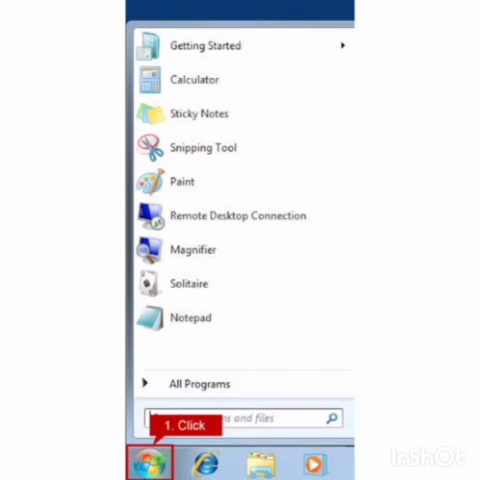 Getting Started
Calculator
Sticky Notes
Snipping Tool
Paint
Remote Desktop Connection
Magnifier
Solitaire
Notepad
All Programs
and files
1. Click
InShOt